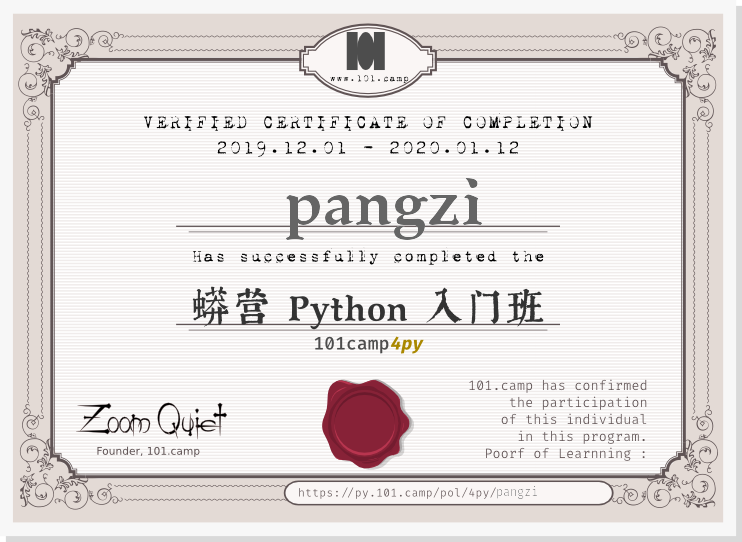 101
www.101.camp
VERIFIED CERTIFICATE OF COMPLETION
2019.12.01 - 2020.01.12
pangzi
Has successfully completed the
蟒营 Python 入门班
101camp4py
Zoom Quiet
Founder, 101.camp
101.camp has confirmed
the participation
of this individual
in this program.
Poorf of Learnning :
https://py.101.camp/pol/4py/pangzi